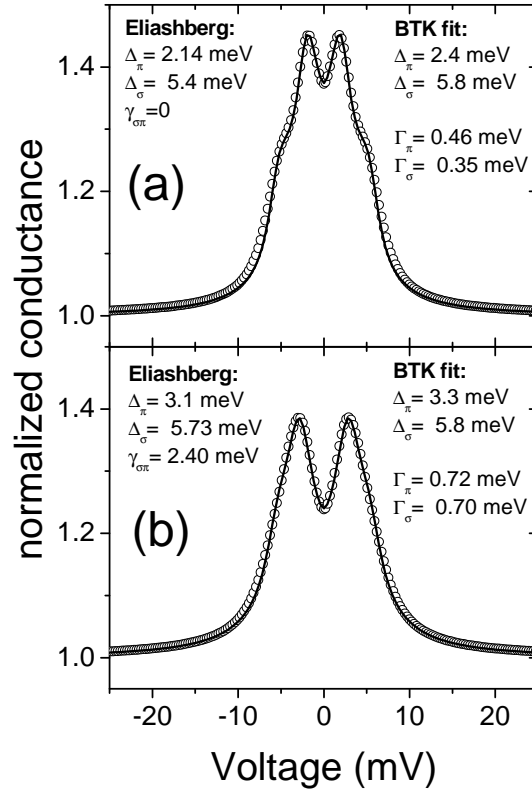 normalized conductance
1.4
1.2
1.0
Eliashberg:
Δπ= 2.14 meV
Δσ= 5.4 meV
γσπ=0
BTK fit:
Δπ= 2.4 meV
Δσ= 5.8 meV
Γπ= 0.46 meV
Γσ= 0.35 meV
(a)
1.4
1.2
1.0
Eliashberg:
Δπ= 3.1 meV
Δσ= 5.73 meV
γσπ= 2.40 meV
BTK fit:
Δπ= 3.3 meV
Δσ= 5.8 meV
Γπ= 0.72 meV
Γσ= 0.70 meV
(b)
-20 -10 0 10 20
Voltage (mV)